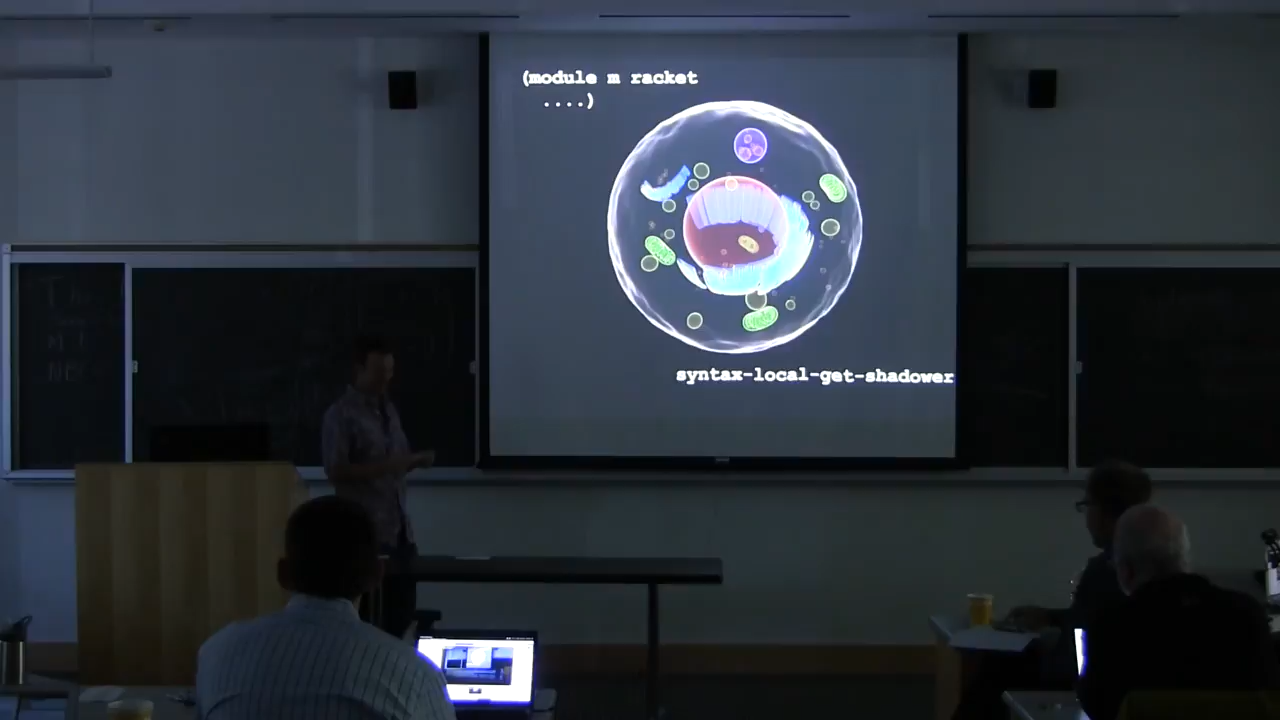 (module m racket
....)
syntax-local-get-shadower